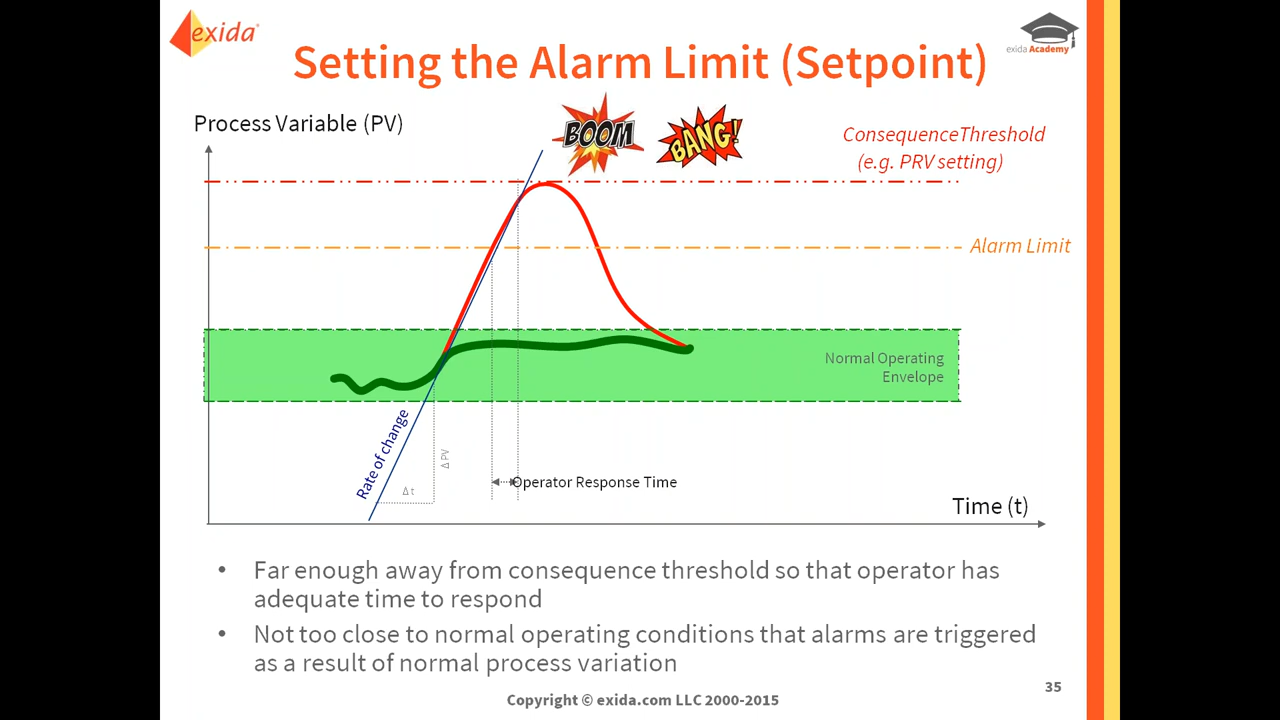 exida
exida Academy
Setting the Alarm Limit (Setpoint)
Process Variable (PV)
BOOM
BANG!
Consequence Threshold
(e.g. PRV setting)
Alarm Limit
Normal Operating
Envelope
Rate of change
Δ PV
Δ t
Operator Response Time
Time (t)
• Far enough away from consequence threshold so that operator has
adequate time to respond
• Not too close to normal operating conditions that alarms are triggered
as a result of normal process variation
35
Copyright © exida.com LLC 2000-2015